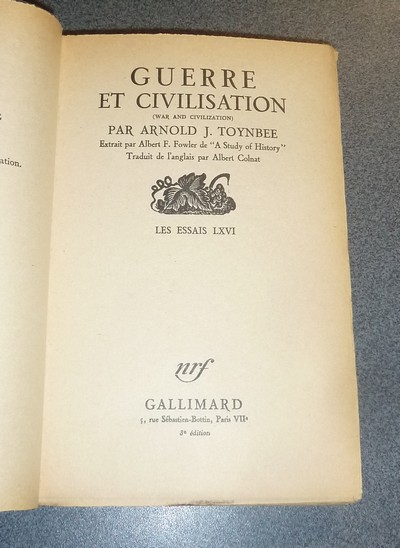 ation.
GUERRE
ET CIVILISATION
(WAR AND CIVILIZATION)
PAR ARNOLD J. TOYNBEE
Extrait par Albert F. Fowler de "A Study of History"
Traduit de l'anglais par Albert Colnat
LES ESSAIS LXVI
nrf
GALLIMARD
5, rue Sébastien-Bottin, Paris VIIe
8e édition